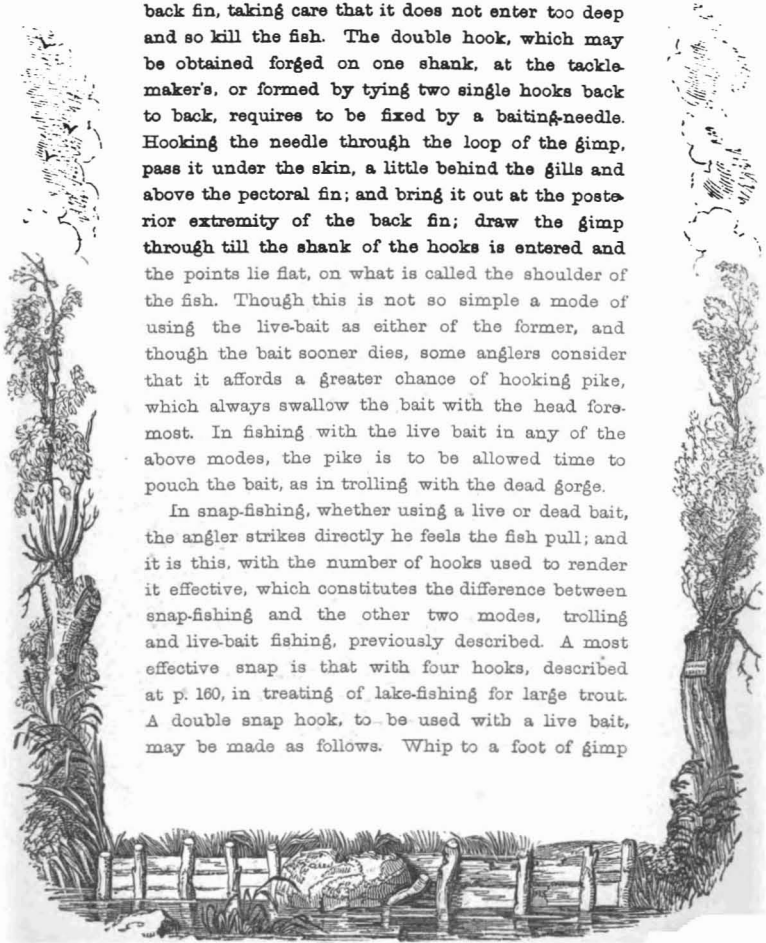 back fin, taking care that it does not enter too deep
and so kill the fish. The double hook, which may
be obtained forged on one shank, at the tackle-
maker's, or formed by tying two single hooks back
to back, requires to be fixed by a baiting-needle.
Hooking the needle through the loop of the gimp,
pass it under the skin, a little behind the gills and
above the pectoral fin; and bring it out at the poste-
rior extremity of the back fin; draw the gimp
through till the shank of the hooks is entered and
the points lie flat, on what is called the shoulder of
the fish. Though this is not so simple a mode of
using the live-bait as either of the former, and
though the bait sooner dies, some anglers consider
that it affords a greater chance of hooking pike,
which always swallow the bait with the head fore-
most. In fishing with the live bait in any of the
above modes, the pike is to be allowed time to
pouch the bait, as in trolling with the dead gorge.
In snap-fishing, whether using a live or dead bait,
the angler strikes directly he feels the fish pull; and
it is this, with the number of hooks used to render
it effective, which constitutes the difference between
snap-fishing and the other two modes, trolling
and live-bait fishing, previously described. A most
effective snap is that with four hooks, described
at p. 160, in treating of lake-fishing for large trout.
A double snap hook, to be used with a live bait,
may be made as follows. Whip to a foot of gimp